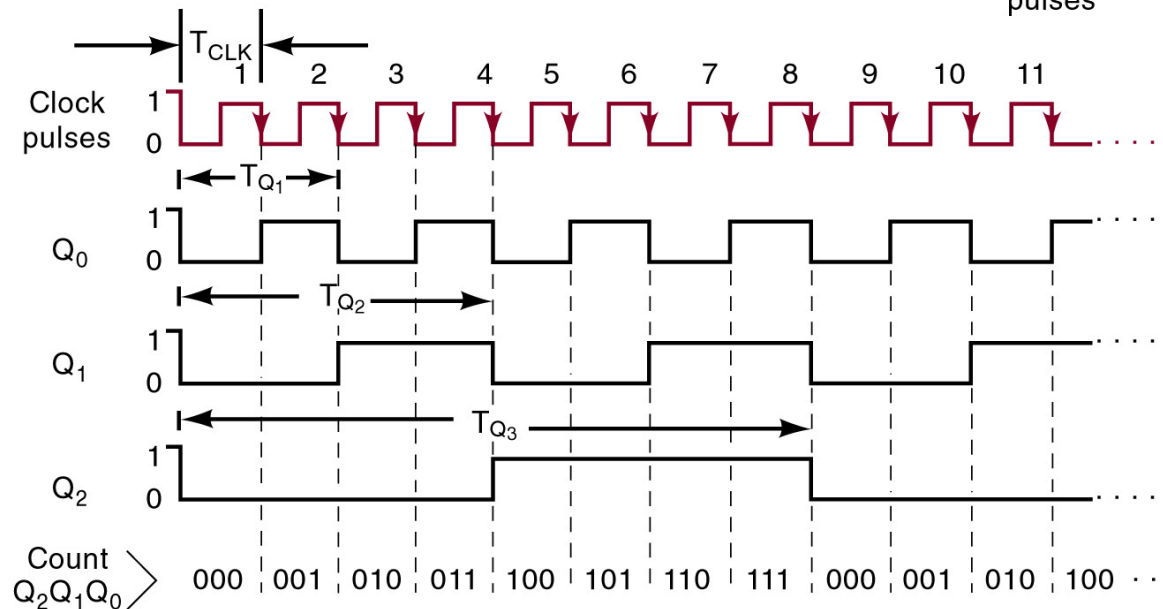 pulses
T_CLK
1 2 3 4 5 6 7 8 9 10 11
Clock
pulses
1
0
. . . .
T_Q1
Q0
1
0
. . . .
T_Q2
Q1
1
0
. . . .
T_Q3
Q2
1
0
. . . .
Count
Q2Q1Q0
000 001 010 011 100 101 110 111 000 001 010 100 . .